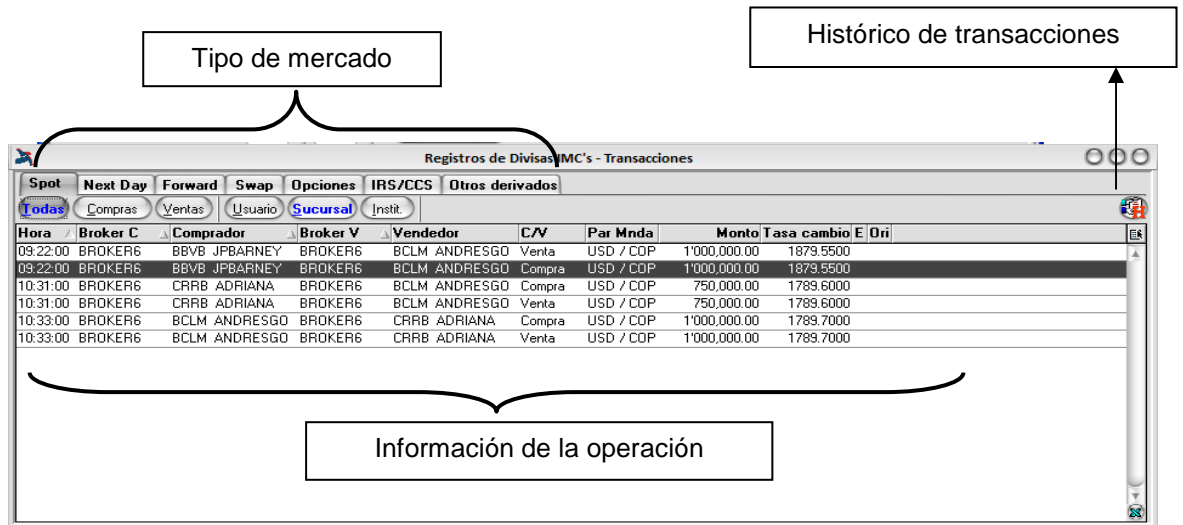 Histórico de transacciones
Tipo de mercado
Registros de Divisas IMC's - Transacciones
Spot Next Day Forward Swap Opciones IRS/CCS Otros derivados
Todas Compras Ventas Usuario Sucursal Instit.
Hora Broker C Comprador Broker V Vendedor C/V Par Mnda Monto Tasa cambio E Ori
09:22:00 BROKER6 BBVB JPBARNEY BROKER6 BCLM ANDRESGO Venta USD / COP 1'000,000.00 1879.5500
09:22:00 BROKER6 BBVB JPBARNEY BROKER6 BCLM ANDRESGO Compra USD / COP 1'000,000.00 1879.5500
10:31:00 BROKER6 CRRB ADRIANA BROKER6 BCLM ANDRESGO Compra USD / COP 750,000.00 1789.6000
10:31:00 BROKER6 CRRB ADRIANA BROKER6 BCLM ANDRESGO Venta USD / COP 750,000.00 1789.6000
10:33:00 BROKER6 BCLM ANDRESGO BROKER6 CRRB ADRIANA Compra USD / COP 1'000,000.00 1789.7000
10:33:00 BROKER6 BCLM ANDRESGO BROKER6 CRRB ADRIANA Venta USD / COP 1'000,000.00 1789.7000
Información de la operación